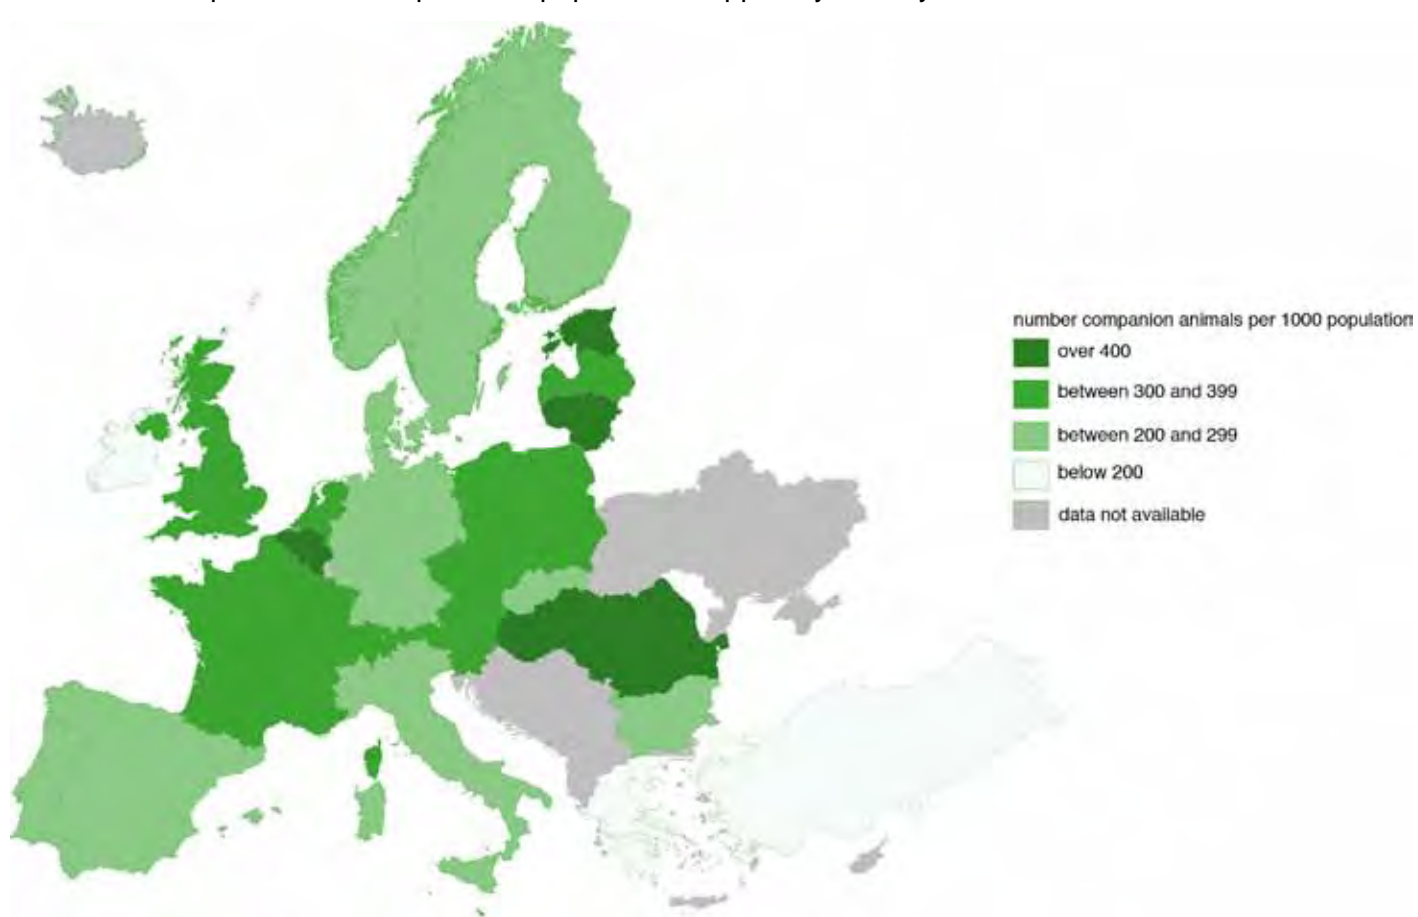 number companion animals per 1000 population
over 400
between 300 and 399
between 200 and 299
below 200
data not available